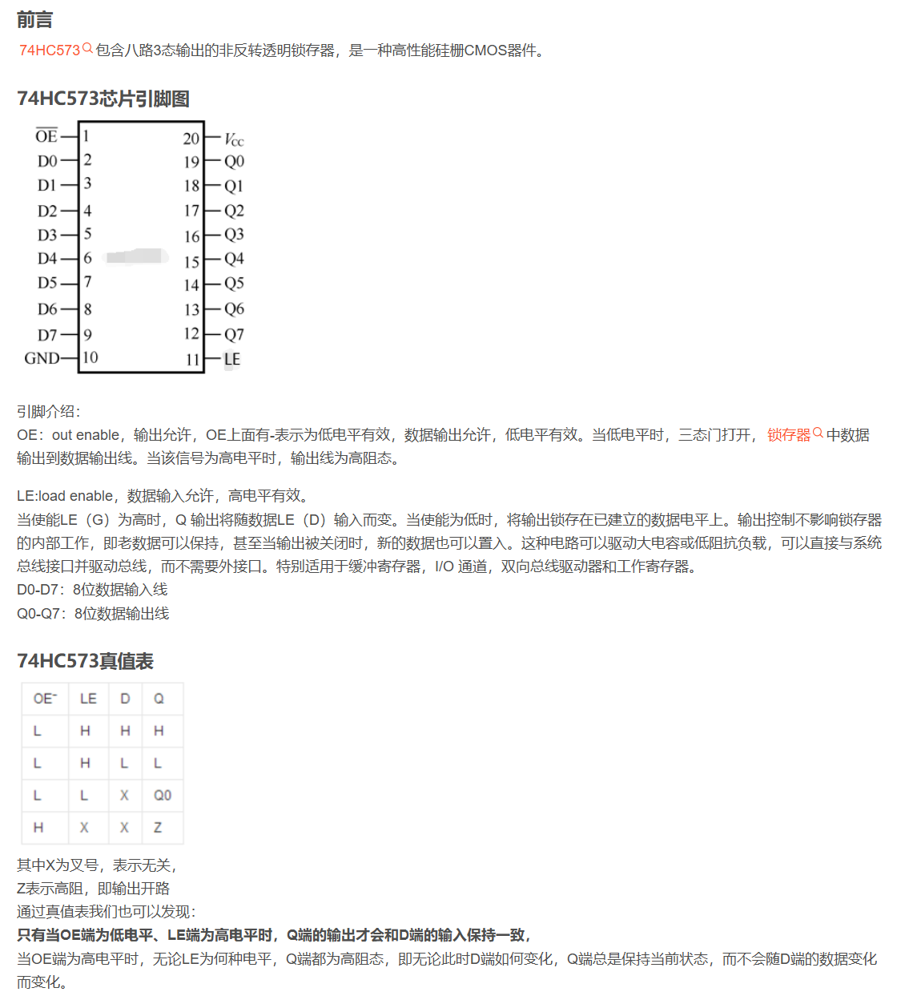 前言
74HC573包含八路3态输出的非反转透明锁存器，是一种高性能硅栅CMOS器件。
74HC573芯片引脚图
OE 1 20 Vcc
D0 2 19 Q0
D1 3 18 Q1
D2 4 17 Q2
D3 5 16 Q3
D4 6 15 Q4
D5 7 14 Q5
D6 8 13 Q6
D7 9 12 Q7
GND 10 11 LE
引脚介绍：
OE：out enable，输出允许，OE上面有-表示为低电平有效，数据输出允许，低电平有效。当低电平时，三态门打开，锁存器中数据
输出到数据输出线。当该信号为高电平时，输出线为高阻态。
LE:load enable，数据输入允许，高电平有效。
当使能LE（G）为高时，Q 输出将随数据LE（D）输入而变。当使能为低时，将输出锁存在已建立的数据电平上。输出控制不影响锁存器
的内部工作，即老数据可以保持，甚至当输出被关闭时，新的数据也可以置入。这种电路可以驱动大电容或低阻抗负载，可以直接与系统
总线接口并驱动总线，而不需要外接口。特别适用于缓冲寄存器，I/O 通道，双向总线驱动器和工作寄存器。
D0-D7：8位数据输入线
Q0-Q7：8位数据输出线
74HC573真值表
OE- LE D Q
L H H H
L H L L
L L X Q0
H X X Z
其中X为叉号，表示无关，
Z表示高阻，即输出开路
通过真值表我们也可以发现：
只有当OE端为低电平、LE端为高电平时，Q端的输出才会和D端的输入保持一致，
当OE端为高电平时，无论LE为何种电平，Q端都为高阻态，即无论此时D端如何变化，Q端总是保持当前状态，而不会随D端的数据变化
而变化。